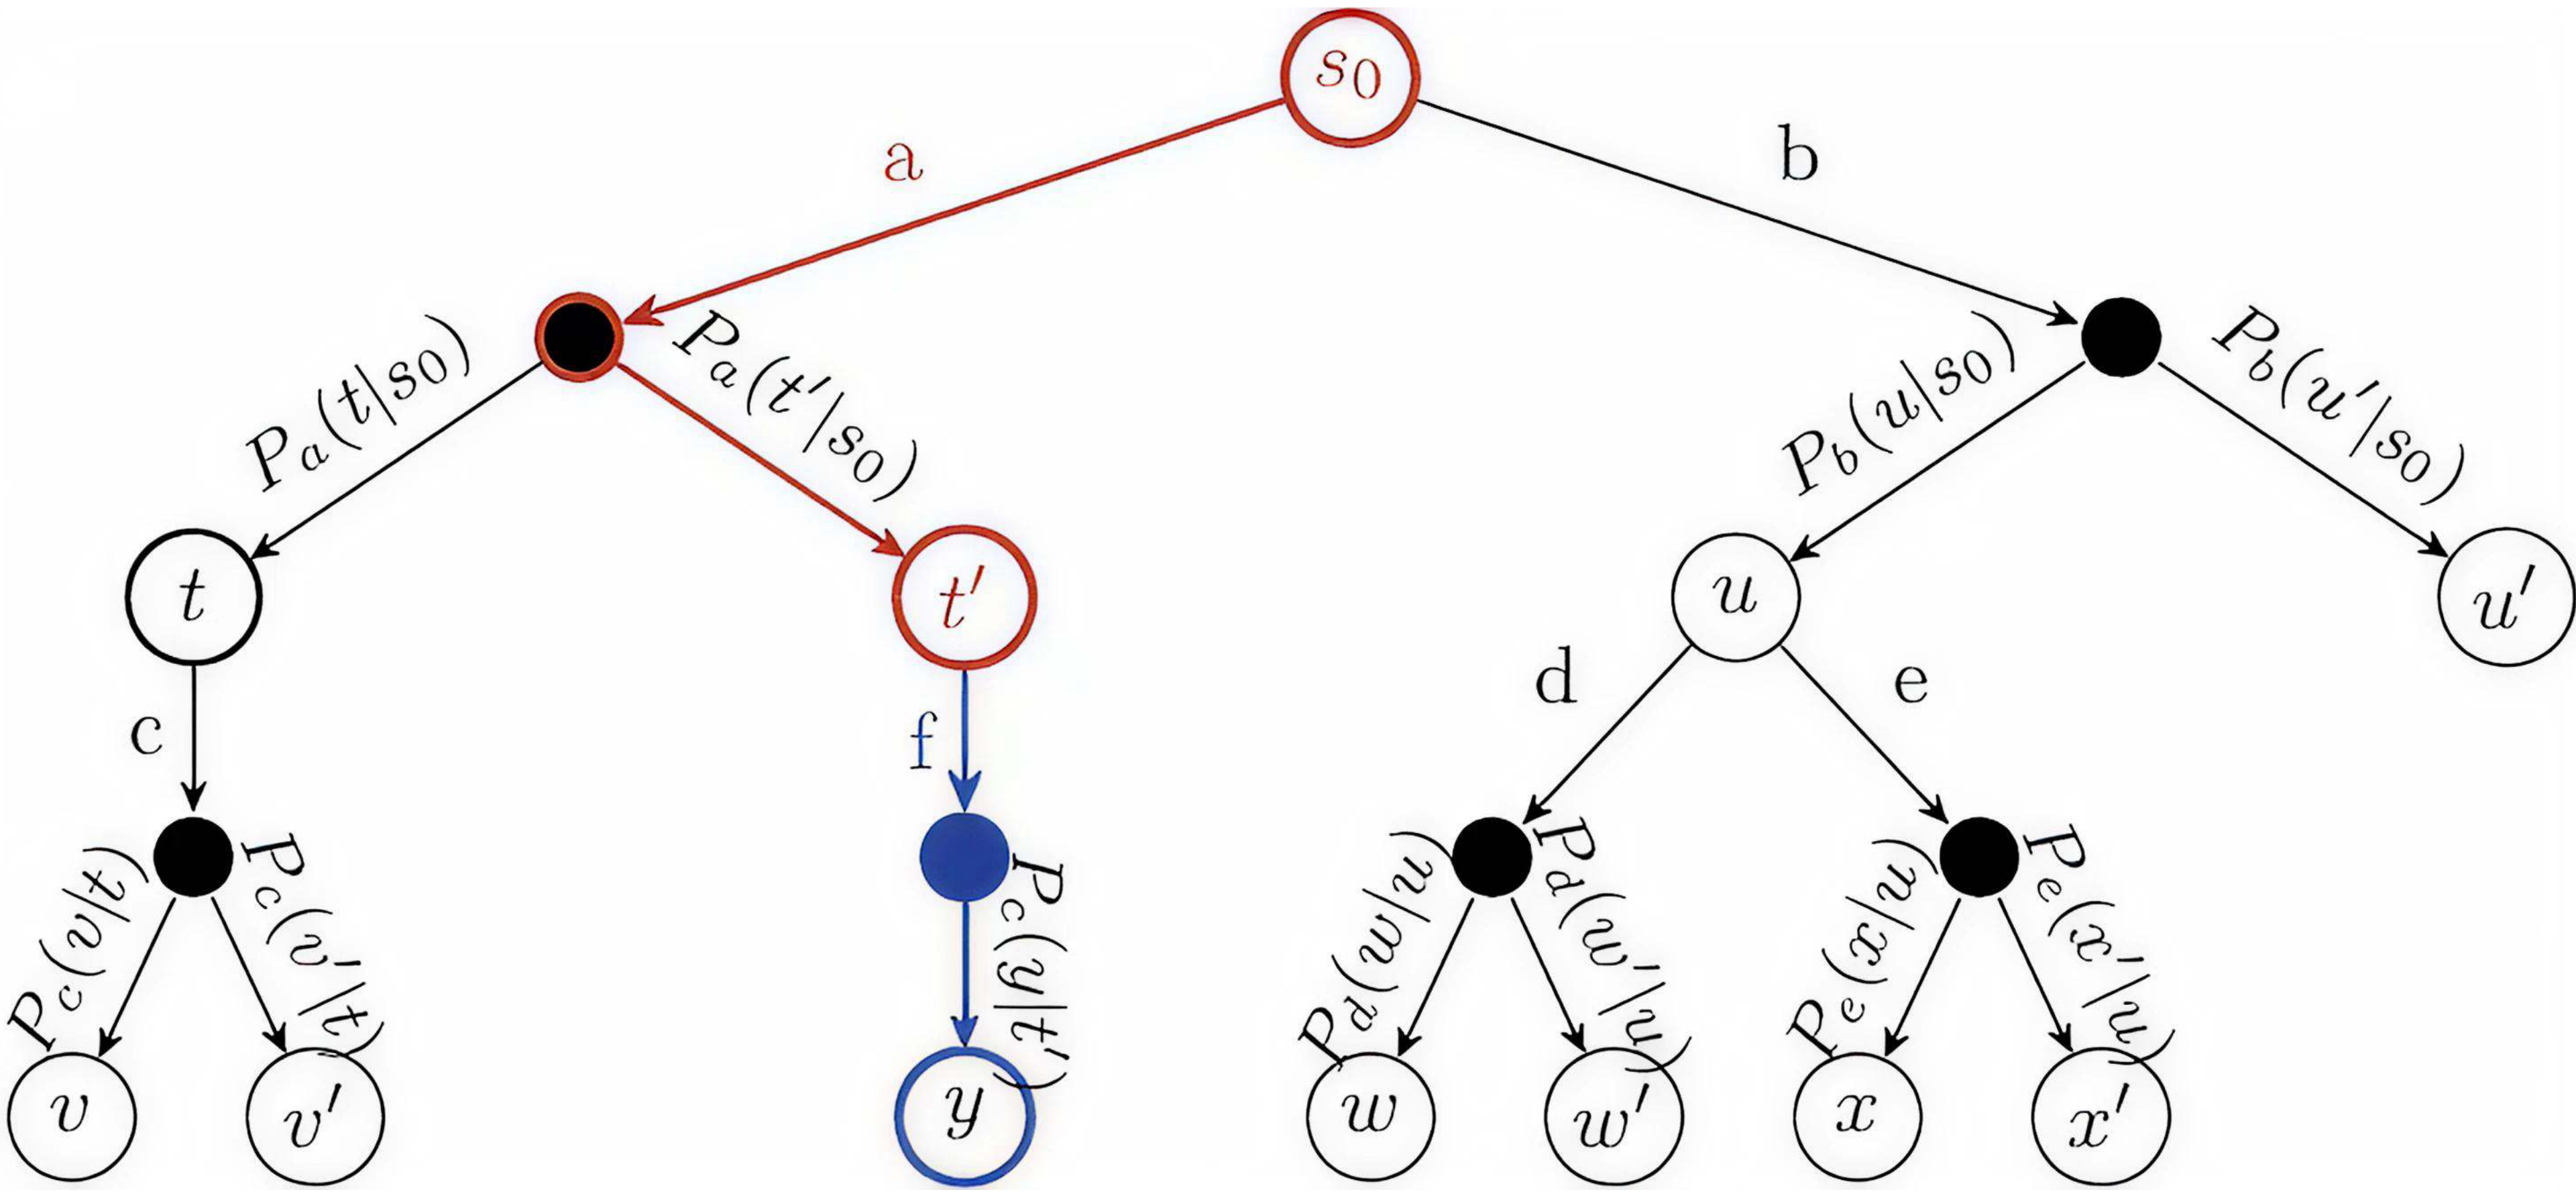 s0
a
b
Pa(t|s0)
Pa(t′|s0)
Pb(u|s0)
Pb(u′|s0)
t
t′
u
u′
c
f
d
e
Pc(v|t)
Pc(v′|t)
Pc(y|t′)
Pd(w|u)
Pd(w′|u)
Pe(x|u)
Pe(x′|u)
v
v′
y
w
w′
x
x′